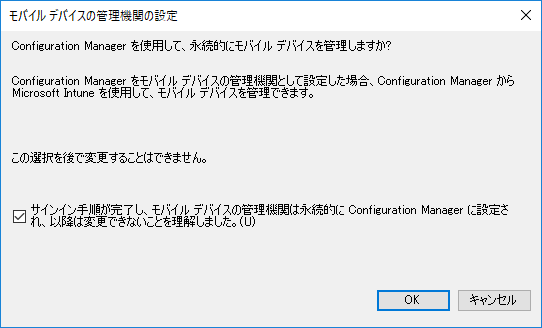 モバイル デバイスの管理機関の設定
Configuration Manager を使用して、永続的にモバイル デバイスを管理しますか?
Configuration Manager をモバイル デバイスの管理機関として設定した場合、Configuration Manager から
Microsoft Intune を使用して、モバイル デバイスを管理できます。
この選択を後で変更することはできません。
サインイン手順が完了し、モバイル デバイスの管理機関は永続的に Configuration Manager に設定さ
れ、以降は変更できないことを理解しました。(U)
OK
キャンセル